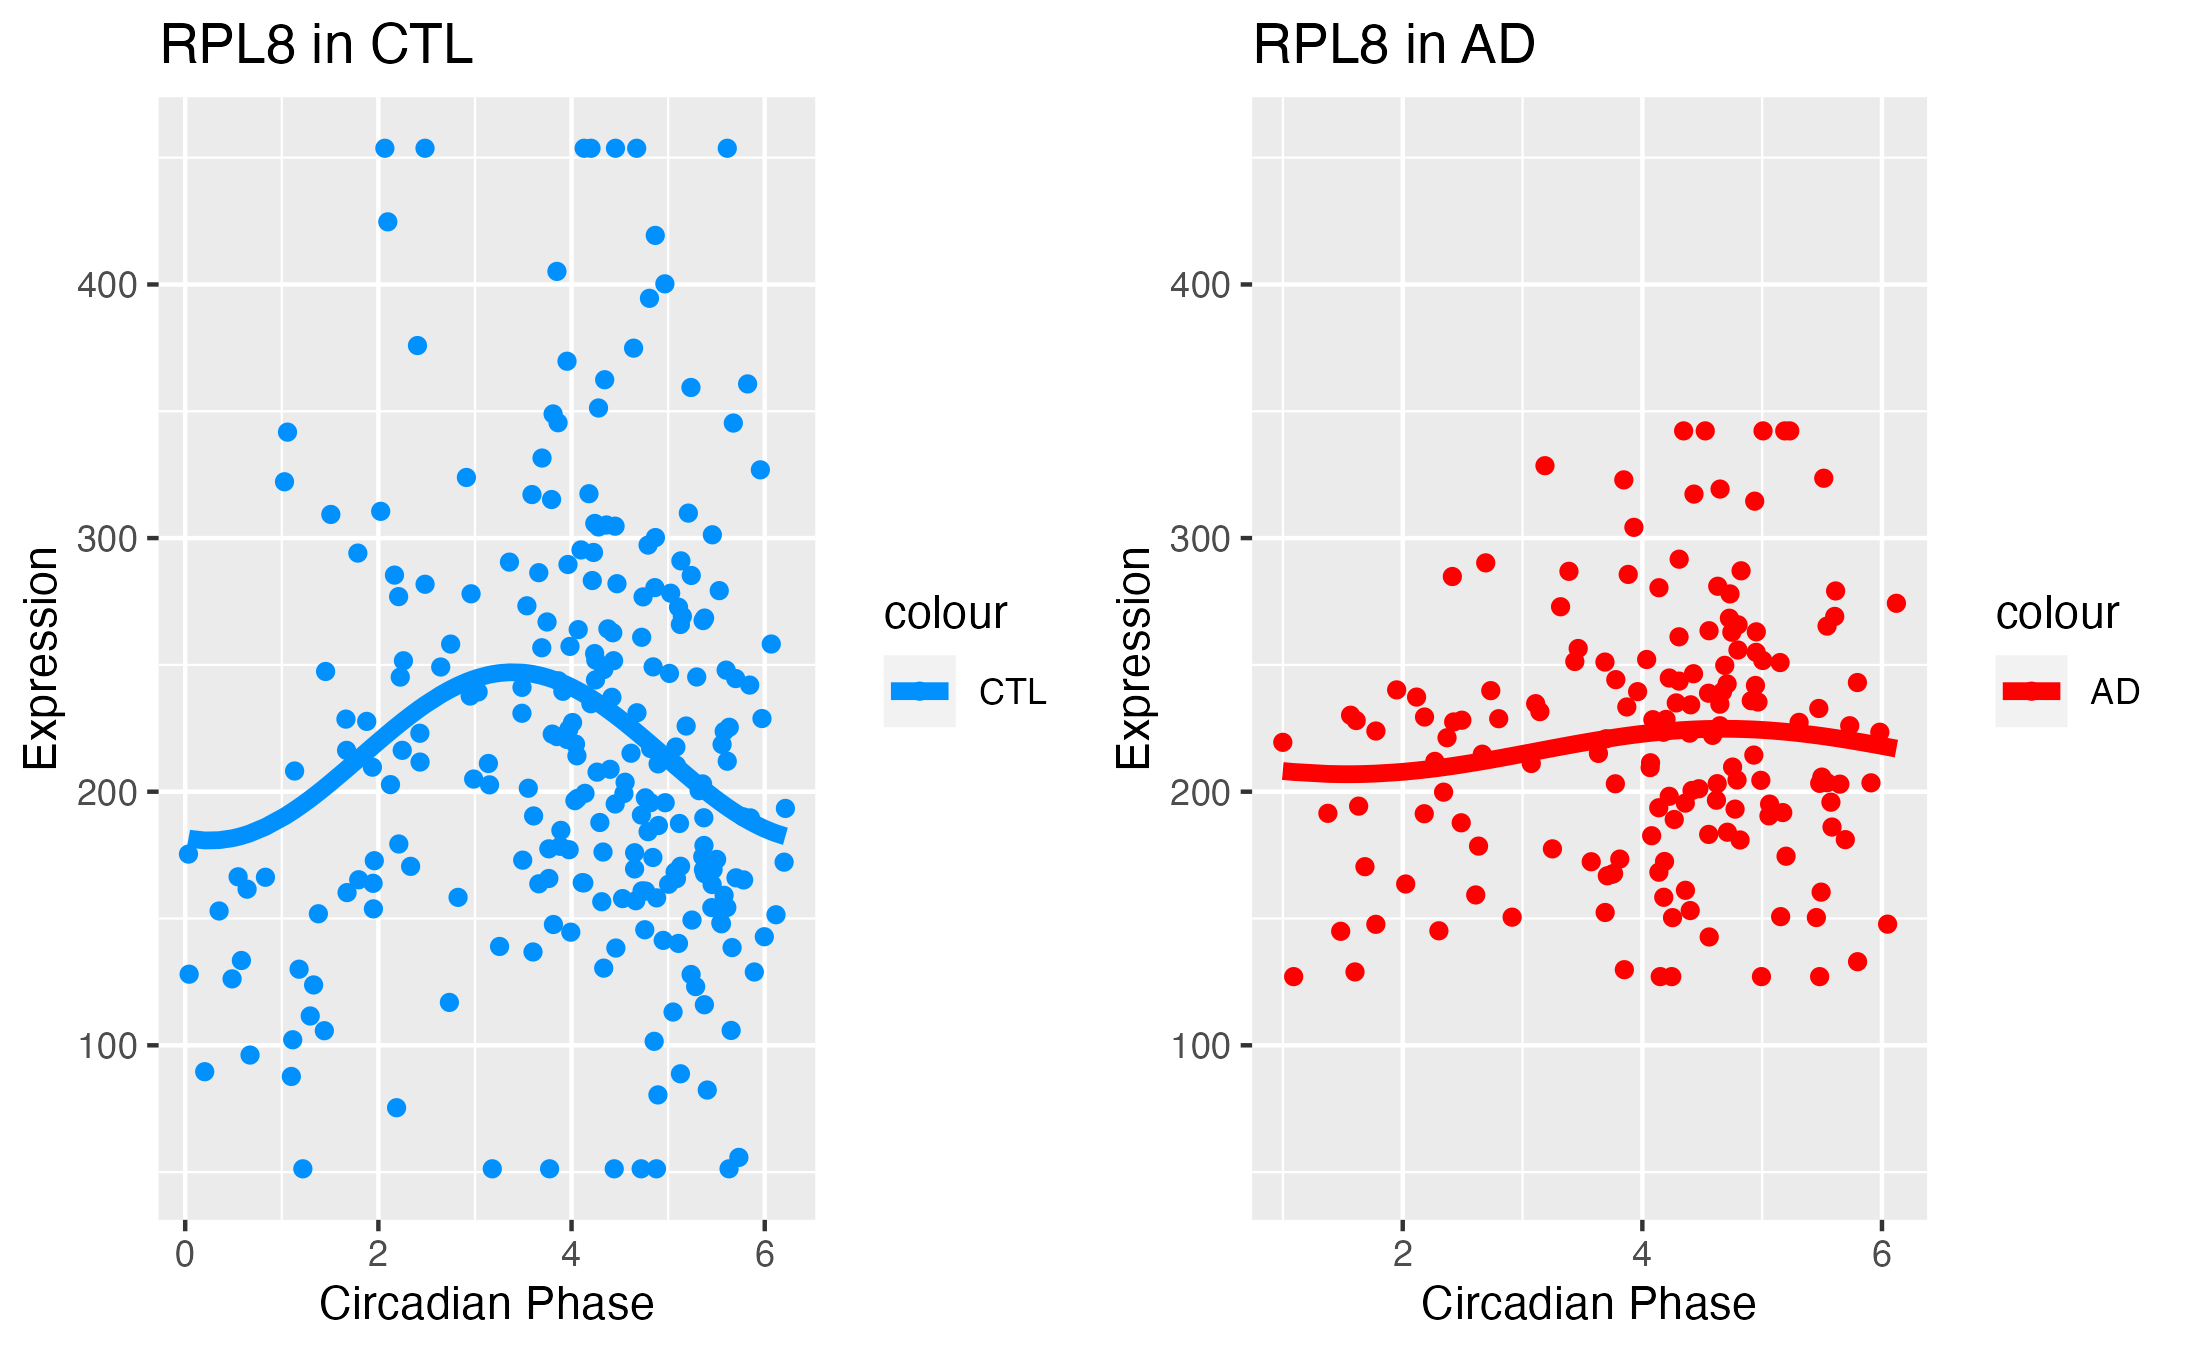 RPL8 in CTL
Expression
400
300
200
100
0 2 4 6
Circadian Phase
colour
CTL
RPL8 in AD
Expression
400
300
200
100
2 4 6
Circadian Phase
colour
AD